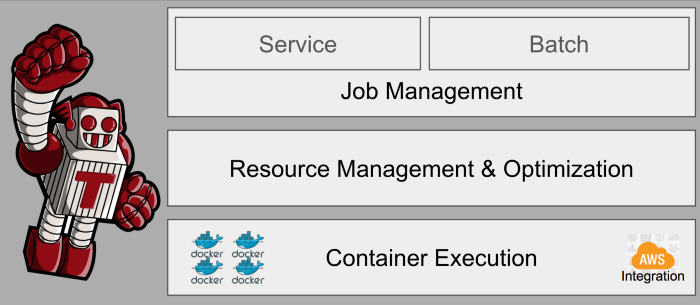 Service
Batch
Job Management
T
Resource Management & Optimization
docker
docker
docker
docker
Container Execution
AWS
Integration